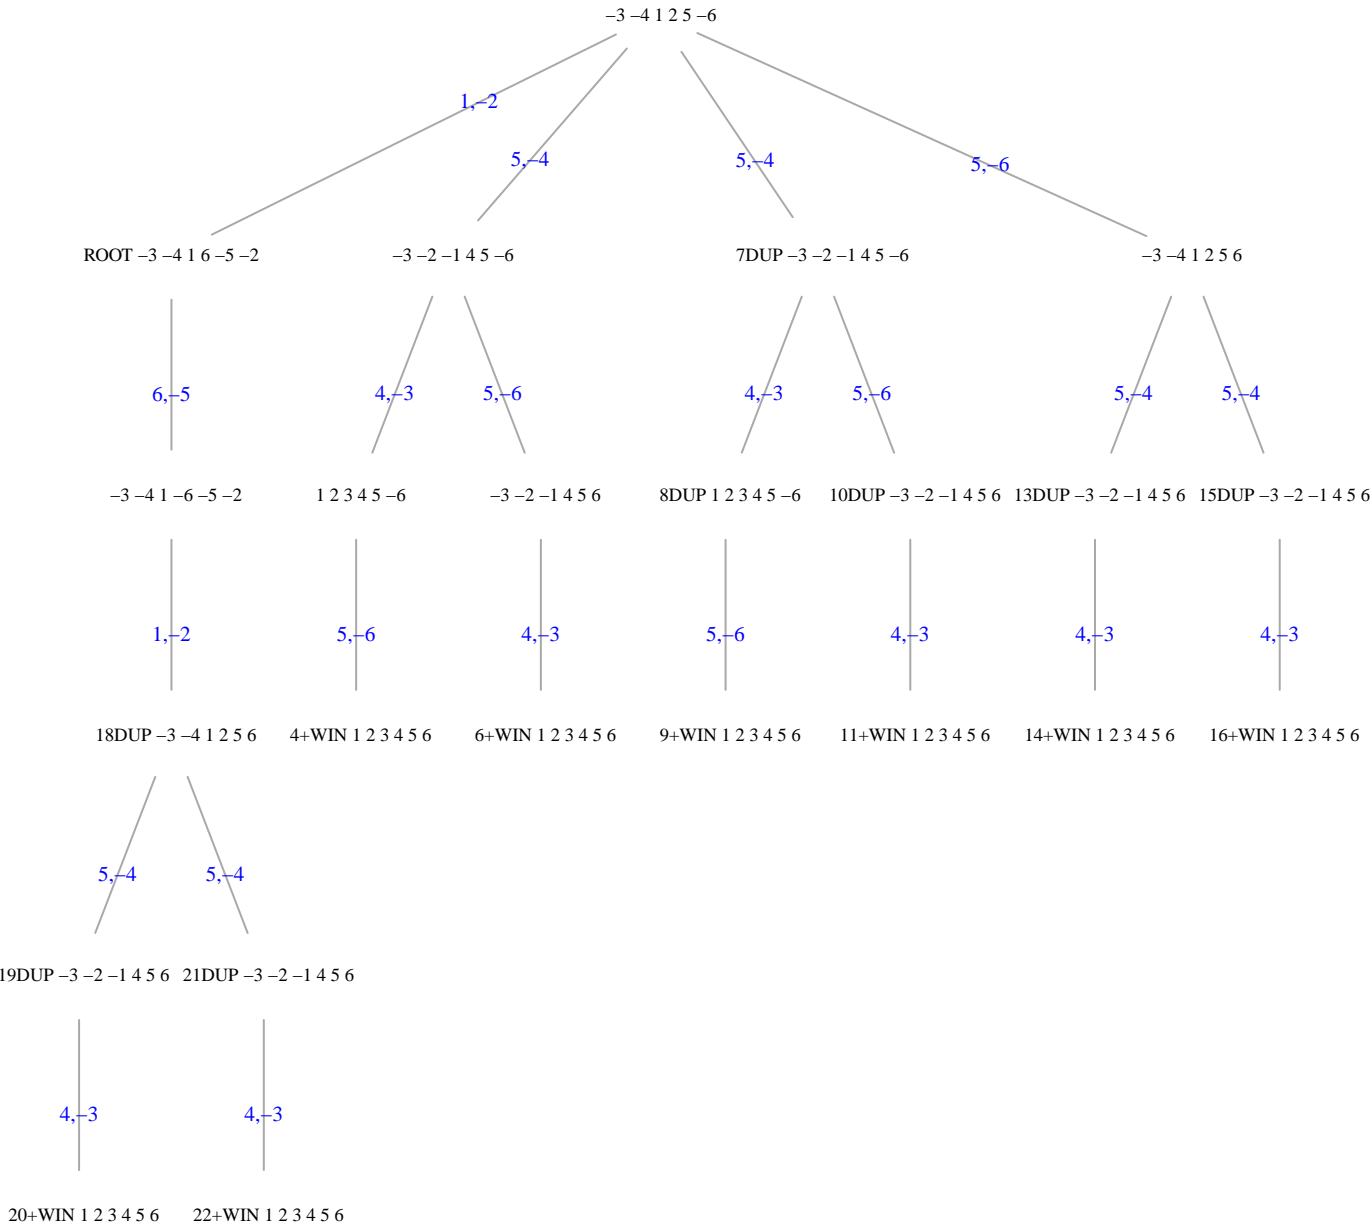 –3 –4 1 2 5 –6
1,–2
5,–4
5,–4
5,–6
ROOT –3 –4 1 6 –5 –2
–3 –2 –1 4 5 –6
7DUP –3 –2 –1 4 5 –6
–3 –4 1 2 5 6
6,–5
4,–3
5,–6
4,–3
5,–6
5,–4
5,–4
–3 –4 1 –6 –5 –2
1 2 3 4 5 –6
–3 –2 –1 4 5 6
8DUP 1 2 3 4 5 –6
10DUP –3 –2 –1 4 5 6
13DUP –3 –2 –1 4 5 6
15DUP –3 –2 –1 4 5 6
1,–2
5,–6
4,–3
5,–6
4,–3
4,–3
4,–3
18DUP –3 –4 1 2 5 6
4+WIN 1 2 3 4 5 6
6+WIN 1 2 3 4 5 6
9+WIN 1 2 3 4 5 6
11+WIN 1 2 3 4 5 6
14+WIN 1 2 3 4 5 6
16+WIN 1 2 3 4 5 6
5,–4
5,–4
19DUP –3 –2 –1 4 5 6
21DUP –3 –2 –1 4 5 6
4,–3
4,–3
20+WIN 1 2 3 4 5 6
22+WIN 1 2 3 4 5 6